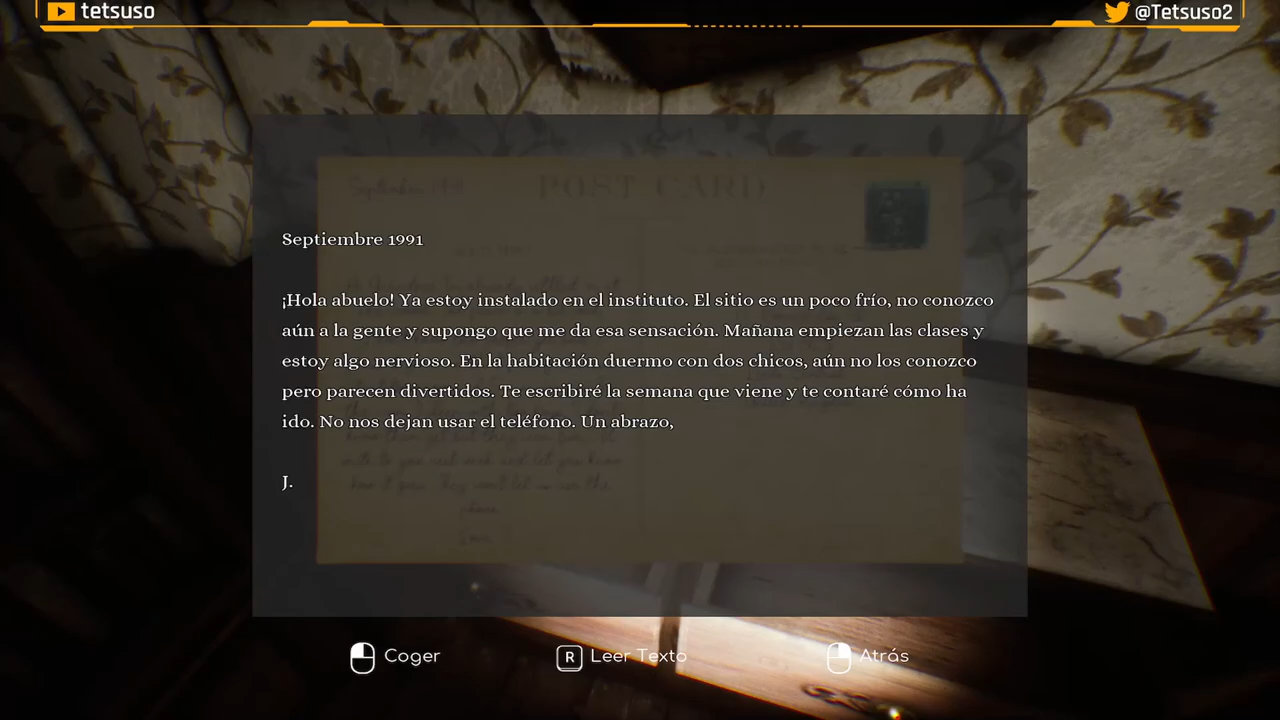 tetsuso
@Tetsuso2
POST CARD
Septiembre 1991
¡Hola abuelo! Ya estoy instalado en el instituto. El sitio es un poco frío, no conozco
aún a la gente y supongo que me da esa sensación. Mañana empiezan las clases y
estoy algo nervioso. En la habitación duermo con dos chicos, aún no los conozco
pero parecen divertidos. Te escribiré la semana que viene y te contaré cómo ha
ido. No nos dejan usar el teléfono. Un abrazo,
J.
Coger
R Leer Texto
Atrás